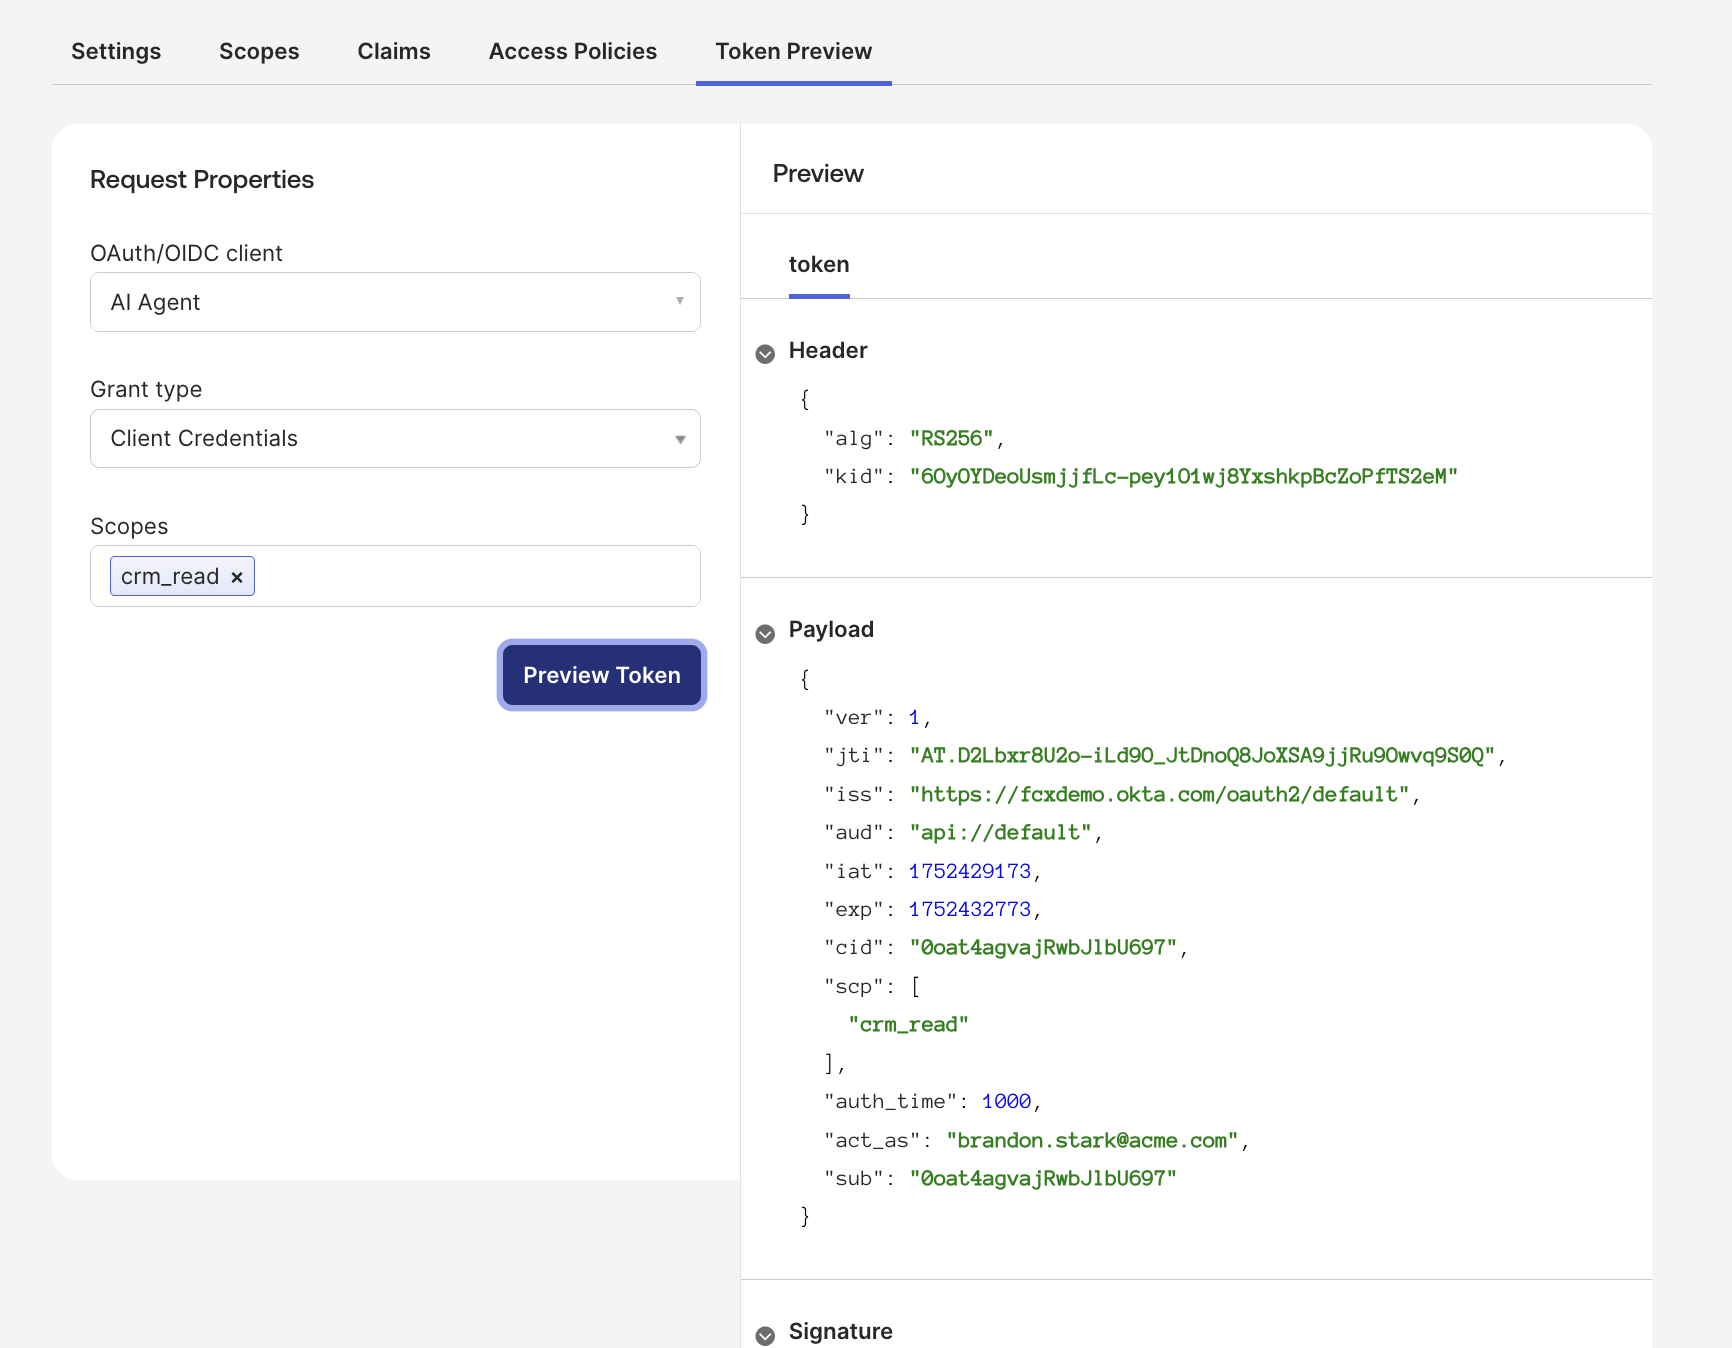 Settings Scopes Claims Access Policies Token Preview
Request Properties
OAuth/OIDC client
AI Agent
Grant type
Client Credentials
Scopes
crm_read ×
Preview Token
Preview
token
Header
{
"alg": "RS256",
"kid": "6OyOYDeoUsmjjfLc-pey1O1wj8YxshkpBcZoPfTS2eM"
}
Payload
{
"ver": 1,
"jti": "AT.D2Lbxr8U2o-iLd9O_JtDnoQ8JoXSA9jjRu9Owvq9S0Q",
"iss": "https://fcxdemo.okta.com/oauth2/default",
"aud": "api://default",
"iat": 1752429173,
"exp": 1752432773,
"cid": "0oat4agvajRwbJlbU697",
"scp": [
"crm_read"
],
"auth_time": 1000,
"act_as": "brandon.stark@acme.com",
"sub": "0oat4agvajRwbJlbU697"
}
Signature